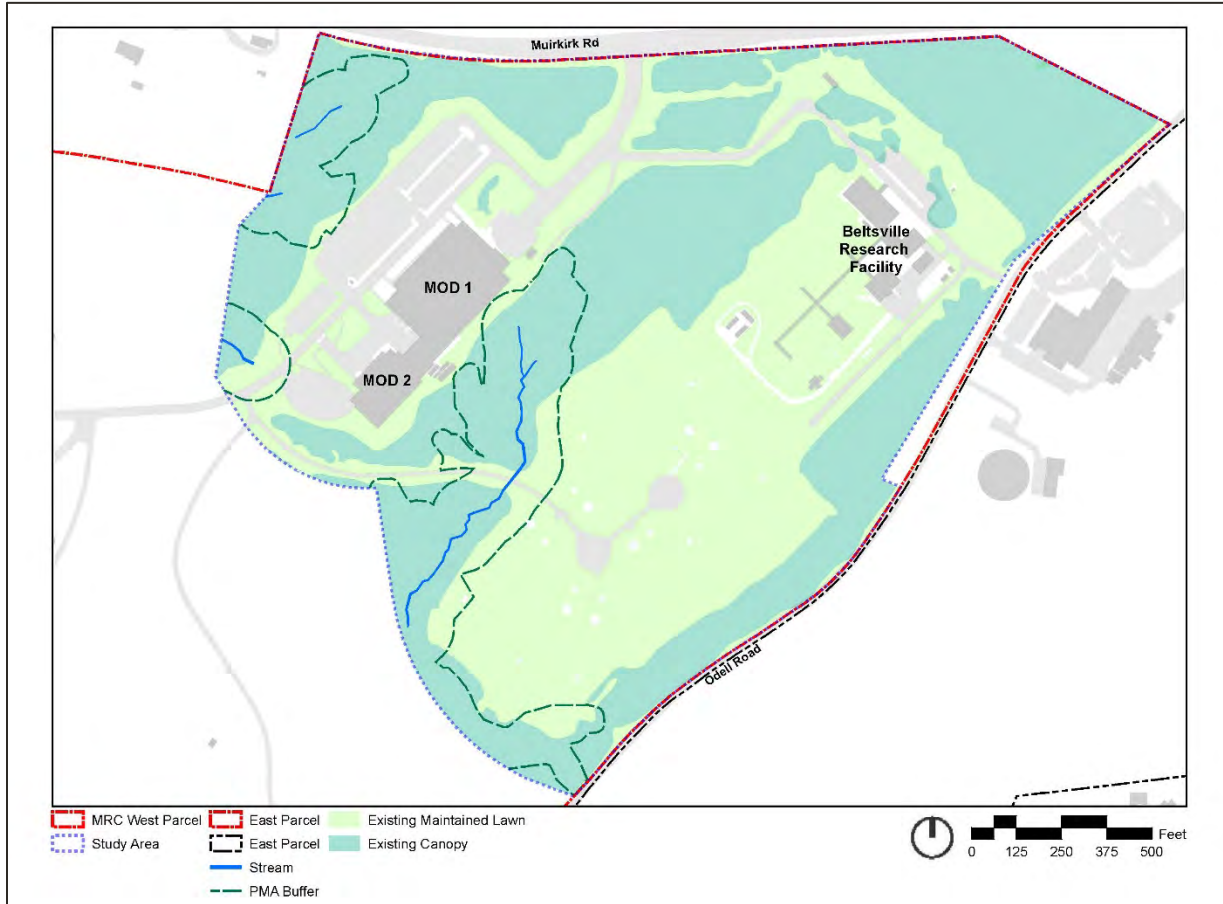 Muirkirk Rd
Beltsville
Research
Facility
MOD 1
MOD 2
Odell Road
MRC West Parcel
East Parcel
Existing Maintained Lawn
Study Area
East Parcel
Existing Canopy
Stream
PMA Buffer
Feet
0 125 250 375 500